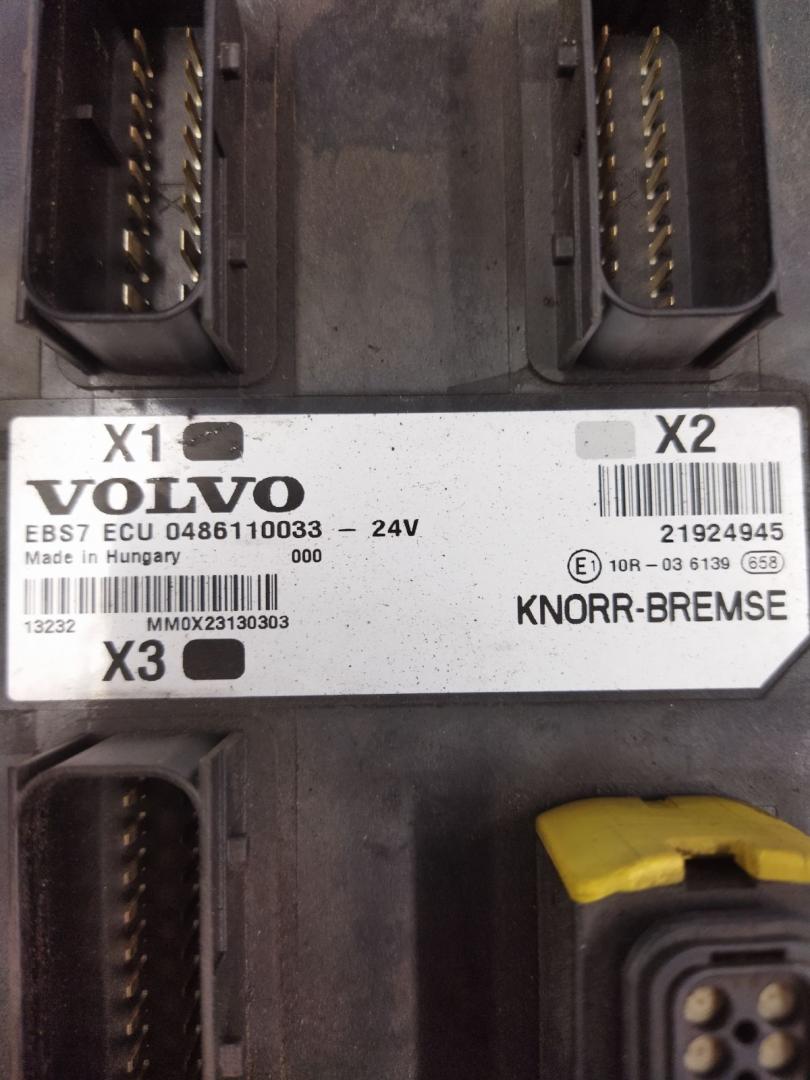 X1 X2
VOLVO
EBS7 ECU 0486110033 - 24V
21924945
Made in Hungary 000
E1 10R-03 6139 658
KNORR-BREMSE
13232 MM0X23130303
X3